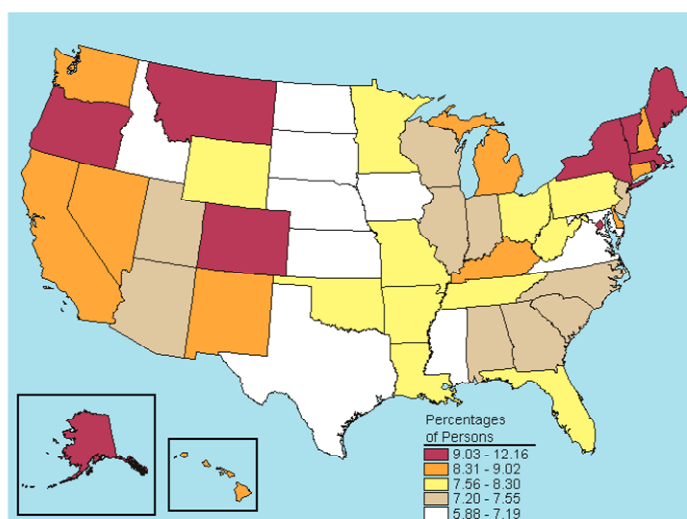 Percentages
of Persons
9.03 - 12.16
8.31 - 9.02
7.56 - 8.30
7.20 - 7.55
5.88 - 7.19